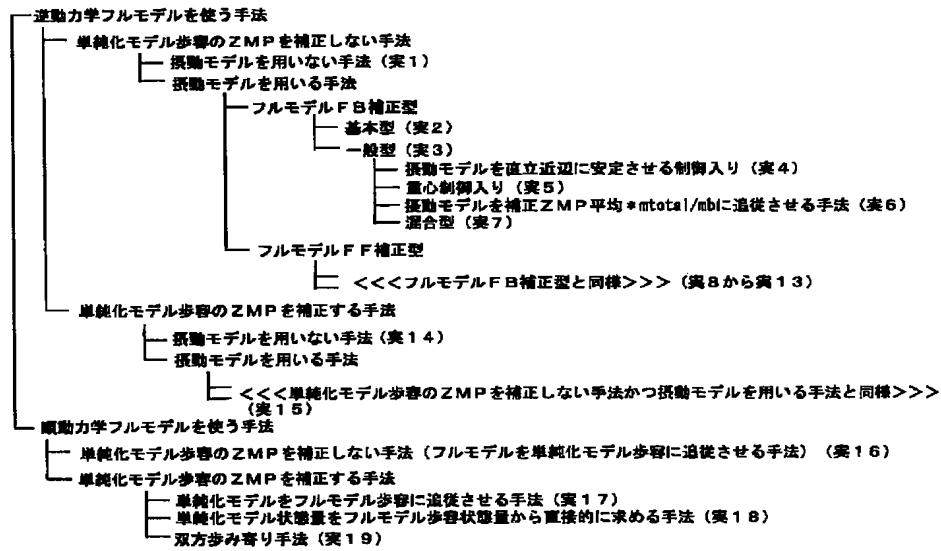 逆動力学フルモデルを使う手法
単純化モデル歩容のZMPを補正しない手法
摂動モデルを用いない手法(実1)
摂動モデルを用いる手法
フルモデルFB補正型
基本型(実2)
一般型(実3)
摂動モデルを直立近辺に安定させる制御入り(実4)
重心制御入り(実5)
摂動モデルを補正ZMP平均*mtotal/mbに追従させる手法(実6)
混合型(実7)
フルモデルFF補正型
<<<フルモデルFB補正型と同様>>>(実8から実13)
単純化モデル歩容のZMPを補正する手法
摂動モデルを用いない手法(実14)
摂動モデルを用いる手法
<<<単純化モデル歩容のZMPを補正しない手法かつ摂動モデルを用いる手法と同様>>>
(実15)
順動力学フルモデルを使う手法
単純化モデル歩容のZMPを補正しない手法(フルモデルを単純化モデル歩容に追従させる手法)(実16)
単純化モデル歩容のZMPを補正する手法
単純化モデルをフルモデル歩容に追従させる手法(実17)
単純化モデル状態量をフルモデル歩容状態量から直接的に求める手法(実18)
双方歩み寄り手法(実19)